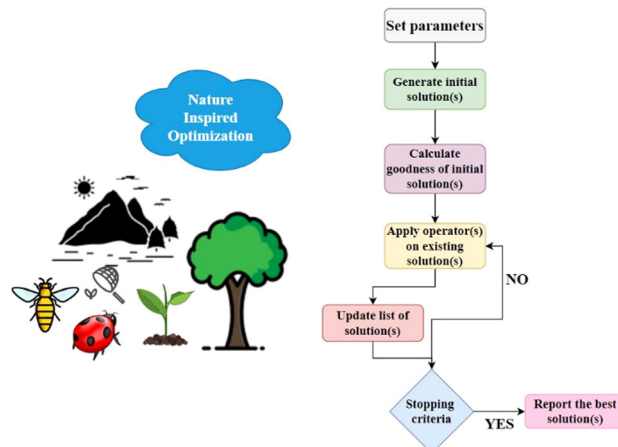 Nature
Inspired
Optimization
Set parameters
Generate initial
solution(s)
Calculate
goodness of initial
solution(s)
Apply operator(s)
on existing
solution(s)
NO
Update list of
solution(s)
Stopping
criteria
YES
Report the best
solution(s)